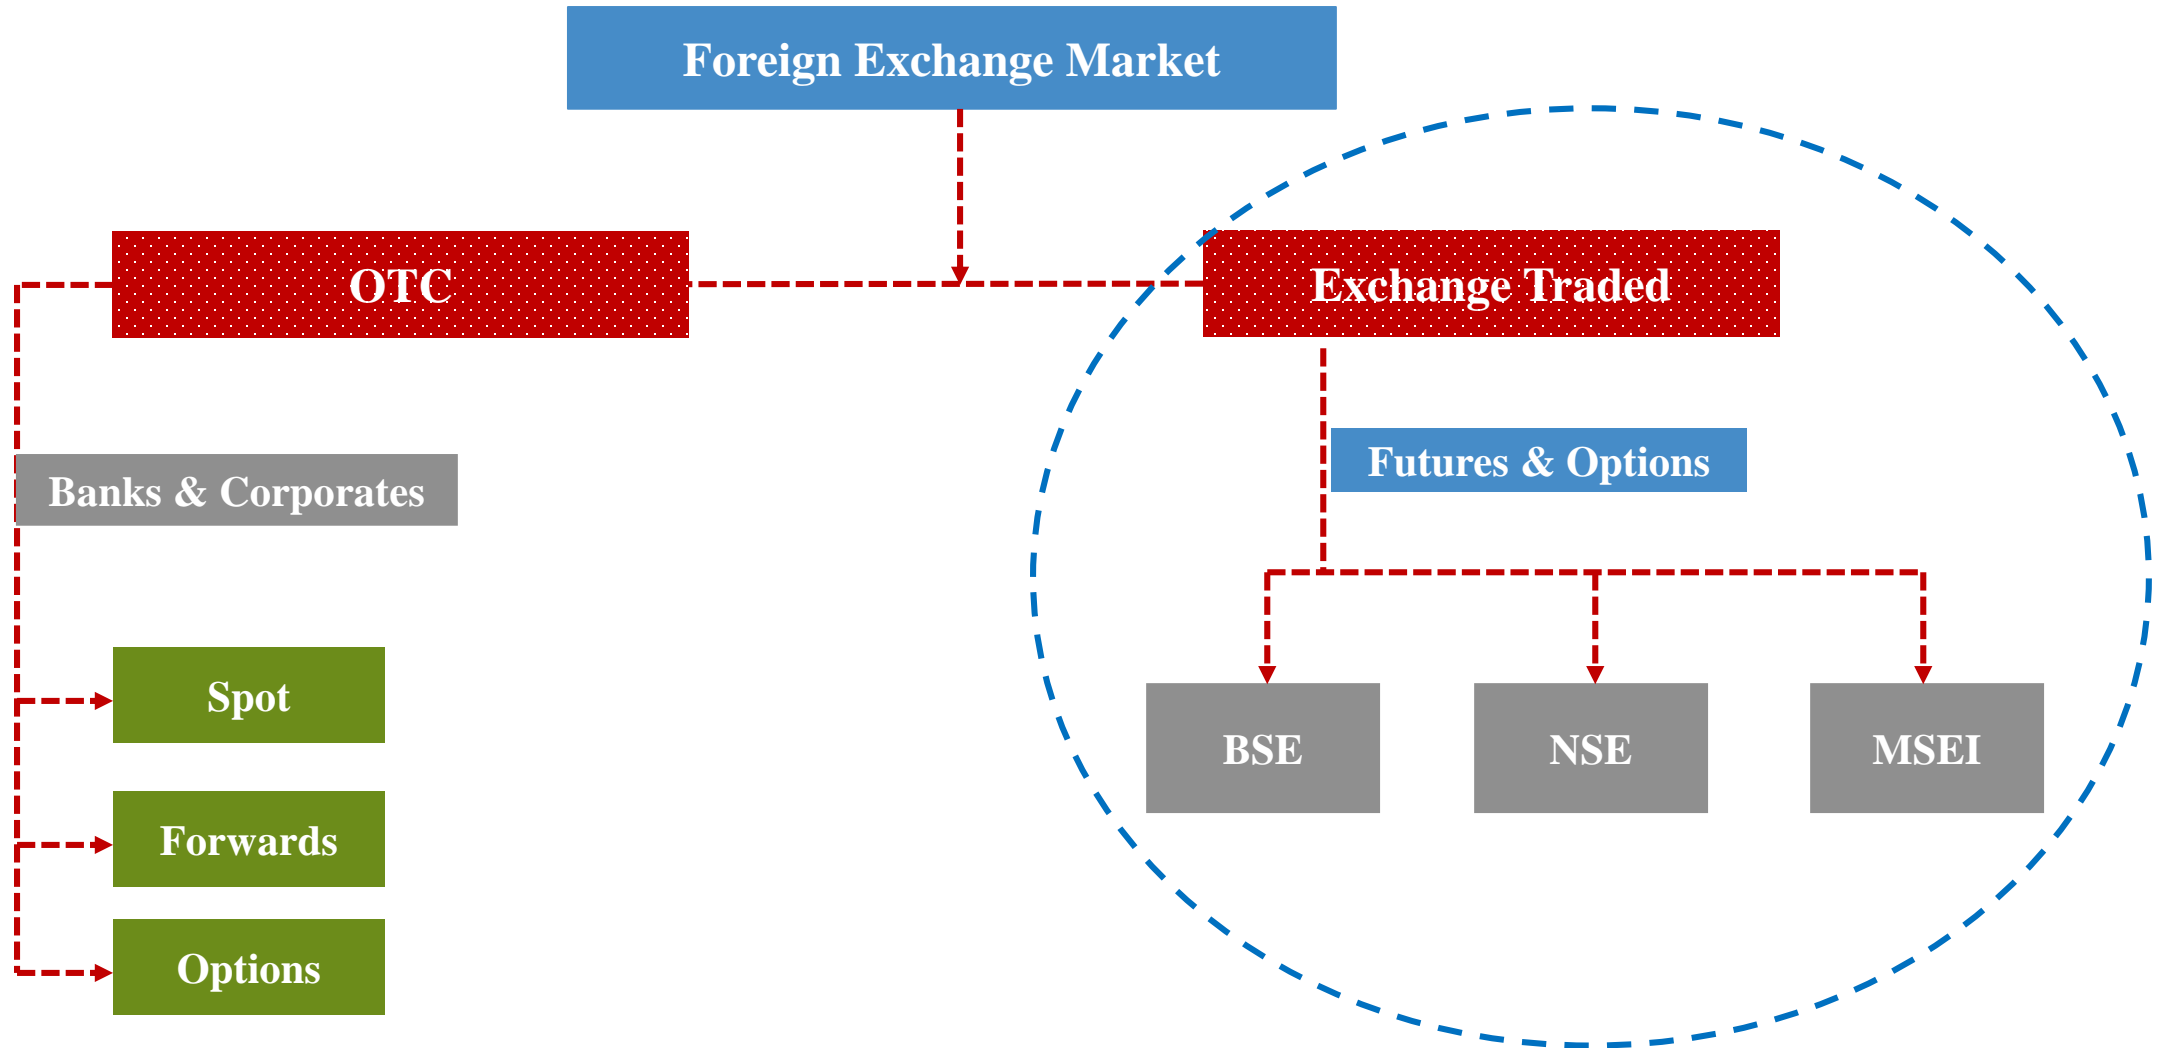 Foreign Exchange Market
OTC
Exchange Traded
Banks & Corporates
Futures & Options
Spot
Forwards
Options
BSE
NSE
MSEI